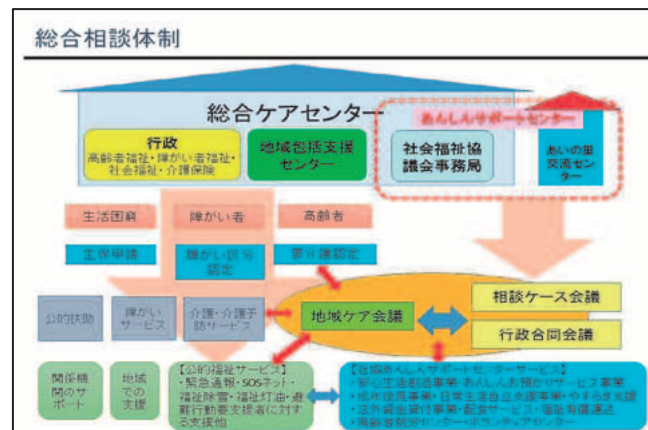 総合相談体制
総合ケアセンター
あんしんサポートセンター
行政
高齢者福祉・障がい者福祉・
社会福祉・介護保険
地域包括支援
センター
社会福祉協
議会事務局
あいの里
交流セン
ター
生活困窮
障がい者
高齢者
生保申請
障がい区分
認定
要介護認定
公的扶助
障がい
サービス
介護・介護予
防サービス
地域ケア会議
相談ケース会議
行政合同会議
関係機
関のサ
ポート
地域で
の
支援
【公的福祉サービス】
・緊急通報・SOSネット・
福祉除雪・福祉灯油・避
難行動要支援者に対す
る支援他
【社協あんしんサポートセンターサービス】
・安心生活創造事業・あんしんお預かりサービス事業
・成年後見事業・日常生活自立支援事業・やすらぎ支援
・法外資金貸付事業・配食サービス・福祉有償運送
・高齢者就労センター・ボランティアセンター